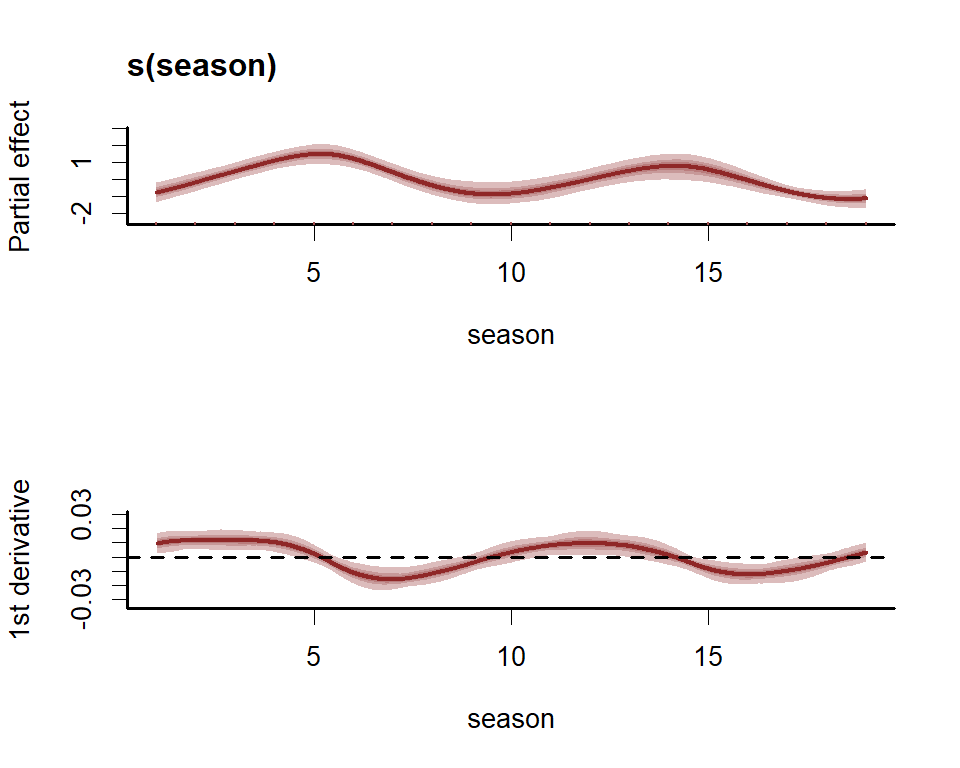 s(season)
Partial effect
1
-2
5 10 15
season
1st derivative
0.03
-0.03
5 10 15
season